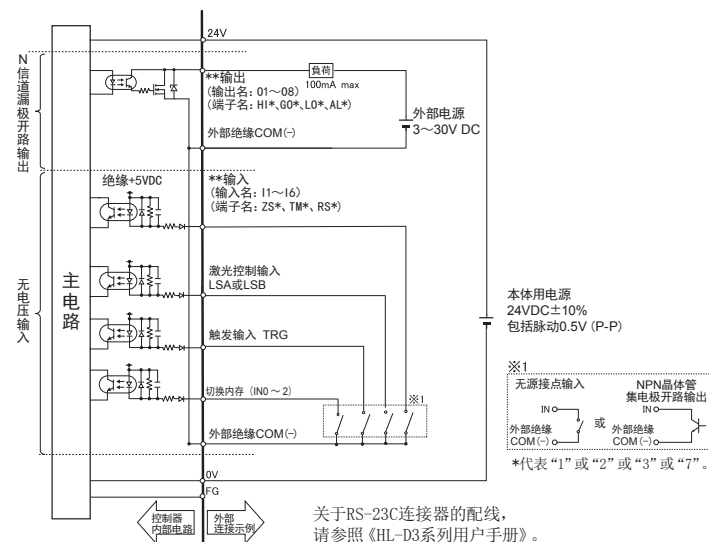 24V
N信道漏极开路输出
負荷
100mA max
**输出
(输出名: 01～08)
(端子名: HI*、GO*、LO*、AL*)
外部电源
3～30V DC
外部绝缘COM(-)
绝缘+5VDC
**输入
(输入名: I1～I6)
(端子名: ZS*、TM*、RS*)
主电路
无电压输入
激光控制输入
LSA或LSB
本体用电源
24VDC±10%
包括脉动0.5V (P-P)
触发输入 TRG
※1
无源接点输入
NPN晶体管
集电极开路输出
IN
IN
或
外部绝缘
COM(-)
外部绝缘
COM(-)
*代表“1”或“2”或“3”或“7”。
切换内存 (IN0 ～ 2)
※1
外部绝缘COM(-)
0V
FG
控制器
内部电路
外部
连接示例
关于RS-23C连接器的配线，
请参照《HL-D3系列用户手册》。